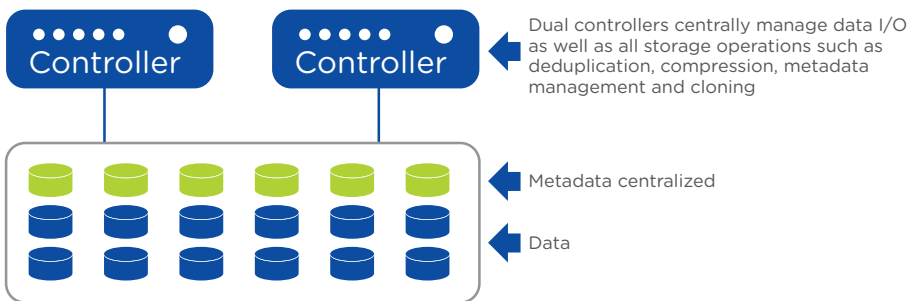 Controller
Controller
Dual controllers centrally manage data I/O
as well as all storage operations such as
deduplication, compression, metadata
management and cloning
Metadata centralized
Data